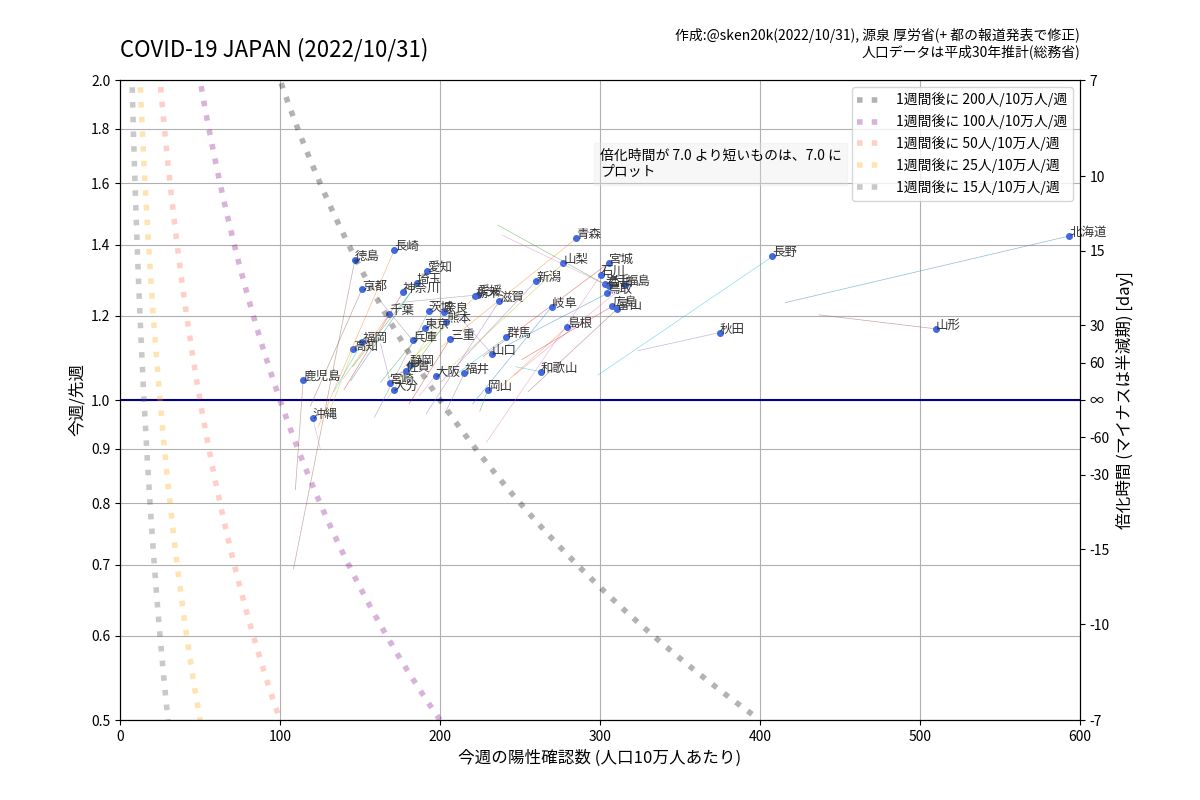 COVID-19 JAPAN (2022/10/31)
作成:@sken20k(2022/10/31), 源泉 厚労省(+ 都の報道発表で修正)
人口データは平成30年推計(総務省)
1週間後に 200人/10万人/週
1週間後に 100人/10万人/週
1週間後に 50人/10万人/週
1週間後に 25人/10万人/週
1週間後に 15人/10万人/週
倍化時間が 7.0 より短いものは、7.0 に
プロット
今週/先週
2.0
1.8
1.6
1.4
1.2
1.0
0.9
0.8
0.7
0.6
0.5
北海道
青森
長崎
長野
徳島
山梨
宮城
愛知
石川
埼玉
新潟
福島
京都
神奈川
愛媛
滋賀
鳥取
千葉
茨城
奈良
岐阜
広島
富山
熊本
東京
島根
山形
秋田
福岡
高知
兵庫
三重
群馬
山口
静岡
佐賀
大阪
福井
和歌山
鹿児島
宮崎
大分
岡山
沖縄
7
10
15
30
60
∞
-60
-30
-15
-10
-7
倍化時間 (マイナスは半減期) [day]
0
100
200
300
400
500
600
今週の陽性確認数 (人口10万人あたり)